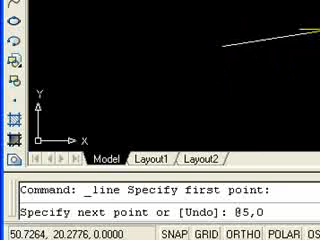 Y
X
Model Layout1 Layout2
Command: _line Specify first point:
Specify next point or [Undo]: @5,0
50.7264, 20.2776, 0.0000 SNAP GRID ORTHO POLAR OS